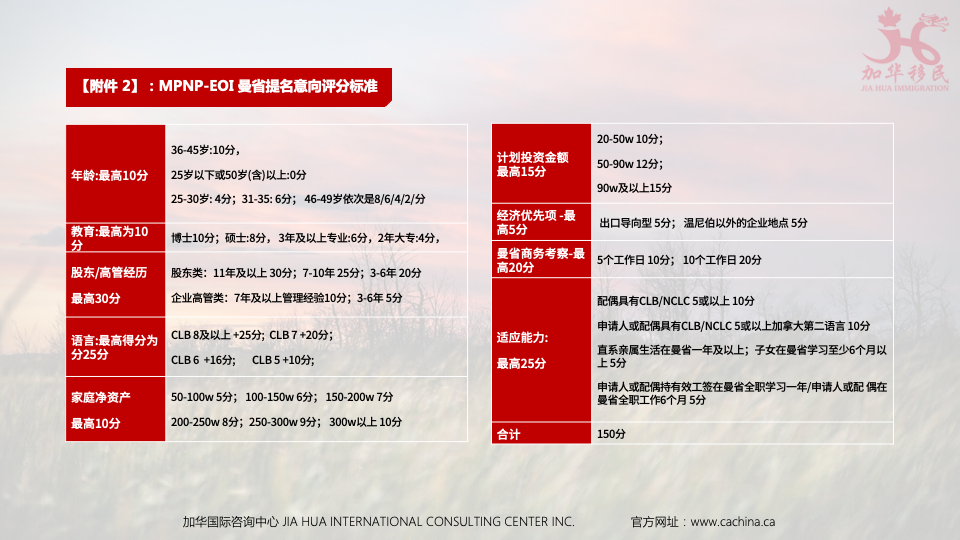 加华移民
JIA HUA IMMIGRATION
【附件 2】：MPNP-EOI 曼省提名意向评分标准
年龄:最高10分
36-45岁:10分，
25岁以下或50岁(含)以上:0分
25-30岁: 4分；31-35: 6分； 46-49岁依次是8/6/4/2/分
教育:最高为10
分
博士10分；硕士:8分， 3年及以上专业:6分，2年大专:4分，
股东/高管经历
最高30分
股东类：11年及以上 30分；7-10年 25分；3-6年 20分
企业高管类：7年及以上管理经验10分；3-6年 5分
语言:最高得分为
分25分
CLB 8及以上 +25分; CLB 7 +20分；
CLB 6 +16分; CLB 5 +10分;
家庭净资产
最高10分
50-100w 5分； 100-150w 6分； 150-200w 7分
200-250w 8分；250-300w 9分； 300w以上 10分
计划投资金额
最高15分
20-50w 10分；
50-90w 12分；
90w及以上15分
经济优先项 -最
高5分
出口导向型 5分； 温尼伯以外的企业地点 5分
曼省商务考察-最
高20分
5个工作日 10分； 10个工作日 20分
适应能力:
最高25分
配偶具有CLB/NCLC 5或以上 10分
申请人或配偶具有CLB/NCLC 5或以上加拿大第二语言 10分
直系亲属生活在曼省一年及以上；子女在曼省学习至少6个月以
上 5分
申请人或配偶持有效工签在曼省全职学习一年/申请人或配 偶在
曼省全职工作6个月 5分
合计
150分
加华国际咨询中心 JIA HUA INTERNATIONAL CONSULTING CENTER INC. 官方网址：www.cachina.ca